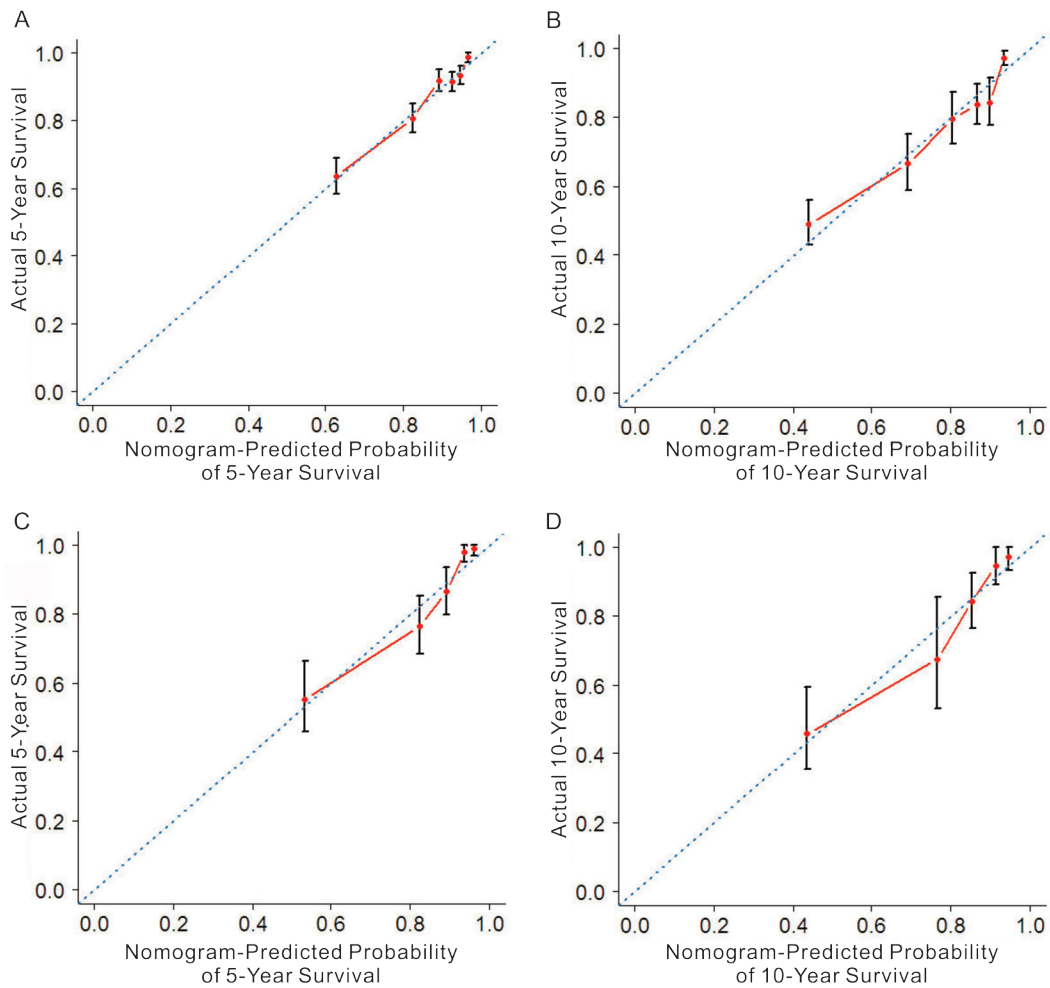 A
Actual 5-Year Survival
1.0
0.8
0.6
0.4
0.2
0.0
0.0 0.2 0.4 0.6 0.8 1.0
Nomogram-Predicted Probability
of 5-Year Survival
B
Actual 10-Year Survival
1.0
0.8
0.6
0.4
0.2
0.0
0.0 0.2 0.4 0.6 0.8 1.0
Nomogram-Predicted Probability
of 10-Year Survival
C
Actual 5-Year Survival
1.0
0.8
0.6
0.4
0.2
0.0
0.0 0.2 0.4 0.6 0.8 1.0
Nomogram-Predicted Probability
of 5-Year Survival
D
Actual 10-Year Survival
1.0
0.8
0.6
0.4
0.2
0.0
0.0 0.2 0.4 0.6 0.8 1.0
Nomogram-Predicted Probability
of 10-Year Survival